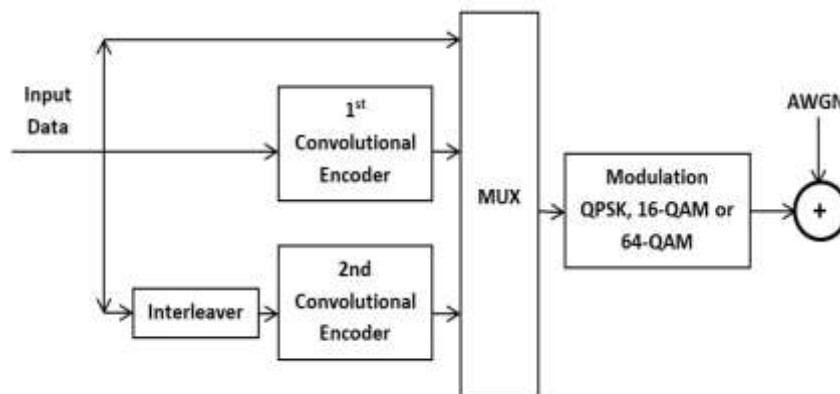 Input
Data
1st
Convolutional
Encoder
Interleaver
2nd
Convolutional
Encoder
MUX
Modulation
QPSK, 16-QAM or
64-QAM
AWGN
+